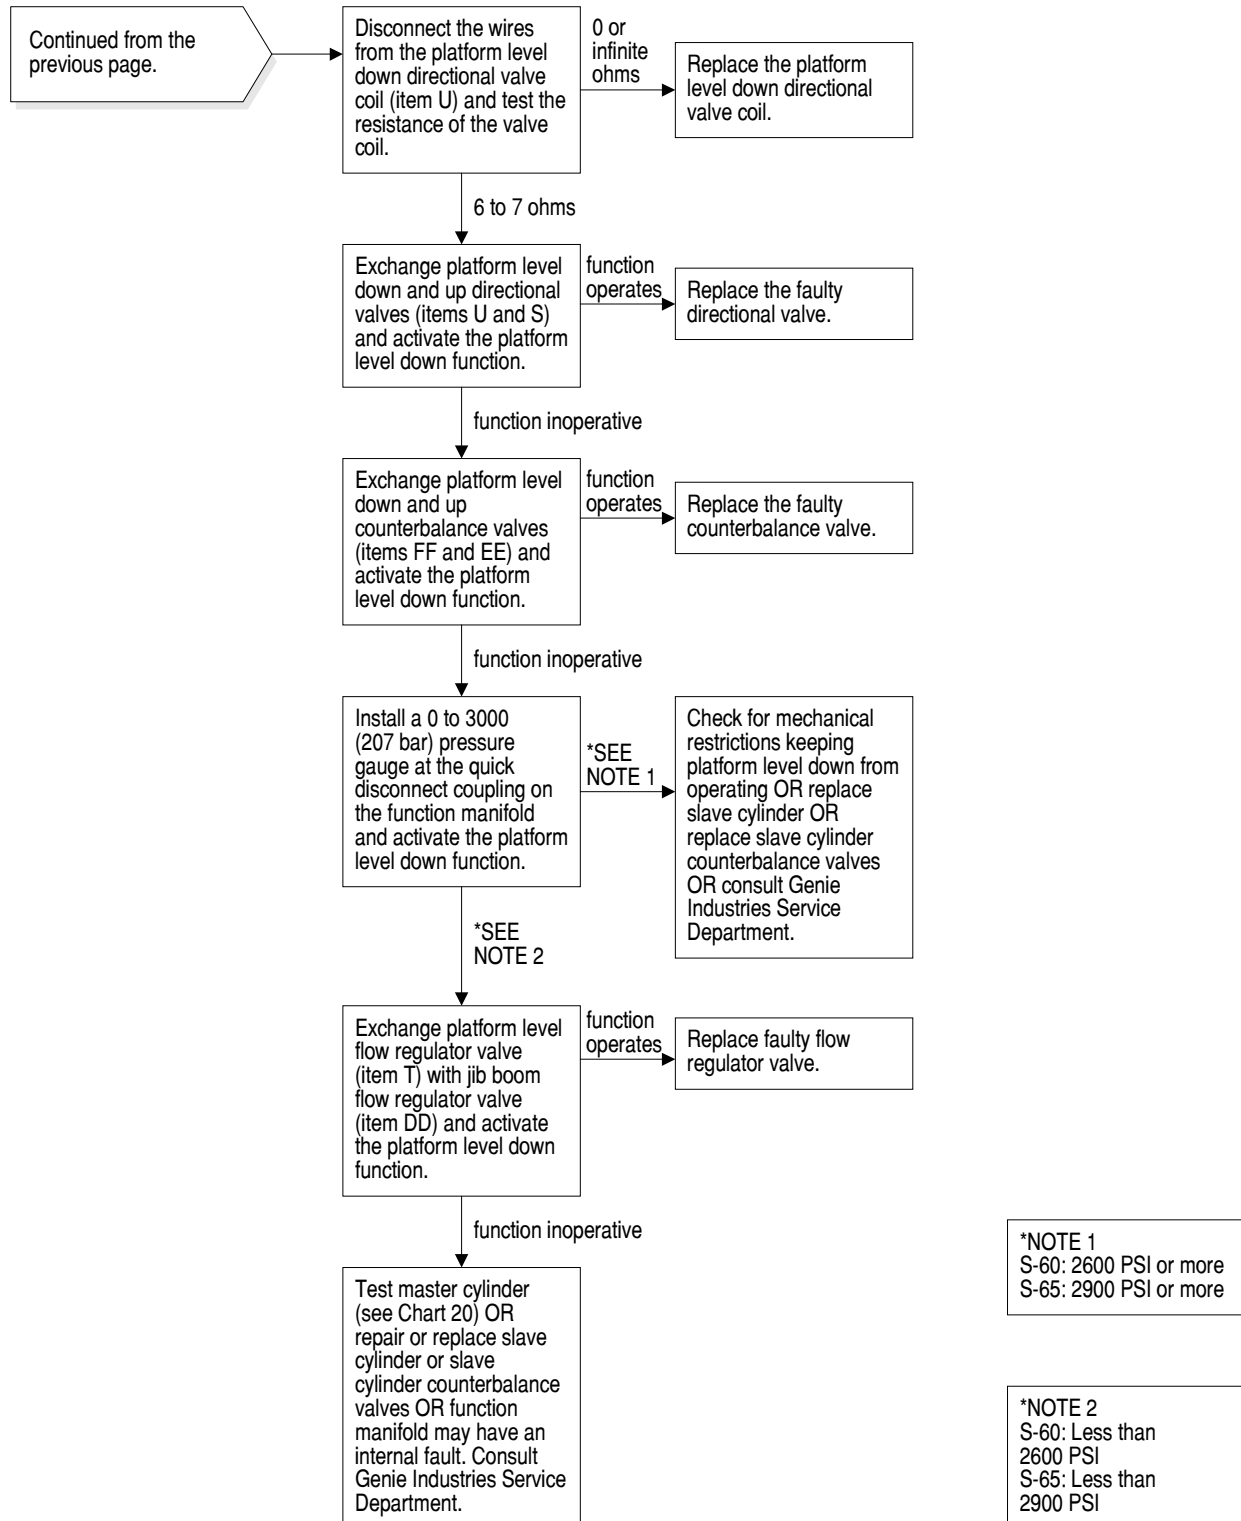 Continued from the
previous page.
Disconnect the wires
from the platform level
down directional valve
coil (item U) and test the
resistance of the valve
coil.
0 or
infinite
ohms
Replace the platform
level down directional
valve coil.
6 to 7 ohms
Exchange platform level
down and up directional
valves (items U and S)
and activate the platform
level down function.
function
operates
Replace the faulty
directional valve.
function inoperative
Exchange platform level
down and up
counterbalance valves
(items FF and EE) and
activate the platform
level down function.
function
operates
Replace the faulty
counterbalance valve.
function inoperative
Install a 0 to 3000
(207 bar) pressure
gauge at the quick
disconnect coupling on
the function manifold
and activate the platform
level down function.
*SEE
NOTE 1
Check for mechanical
restrictions keeping
platform level down from
operating OR replace
slave cylinder OR
replace slave cylinder
counterbalance valves
OR consult Genie
Industries Service
Department.
*SEE
NOTE 2
Exchange platform level
flow regulator valve
(item T) with jib boom
flow regulator valve
(item DD) and activate
the platform level down
function.
function
operates
Replace faulty flow
regulator valve.
function inoperative
Test master cylinder
(see Chart 20) OR
repair or replace slave
cylinder or slave
cylinder counterbalance
valves OR function
manifold may have an
internal fault. Consult
Genie Industries Service
Department.
*NOTE 1
S-60: 2600 PSI or more
S-65: 2900 PSI or more
*NOTE 2
S-60: Less than
2600 PSI
S-65: Less than
2900 PSI